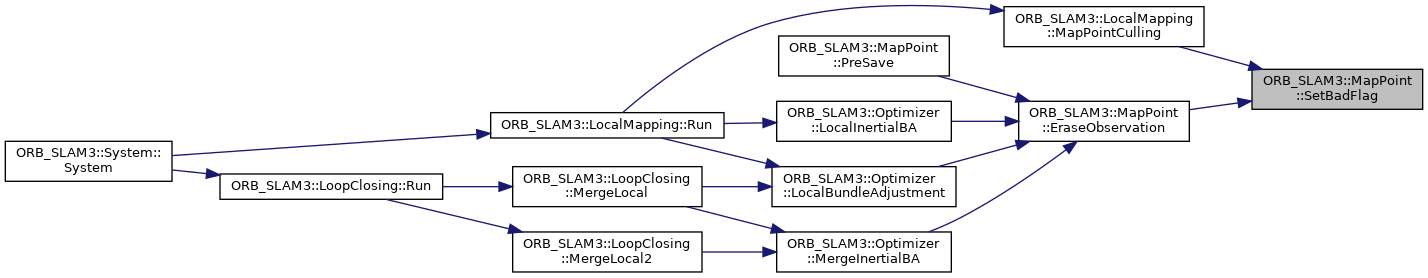 ORB_SLAM3::System::
System
ORB_SLAM3::LocalMapping::Run
ORB_SLAM3::LoopClosing::Run
ORB_SLAM3::LoopClosing
::MergeLocal
ORB_SLAM3::LoopClosing
::MergeLocal2
ORB_SLAM3::MapPoint
::PreSave
ORB_SLAM3::Optimizer
::LocalInertialBA
ORB_SLAM3::Optimizer
::LocalBundleAdjustment
ORB_SLAM3::Optimizer
::MergeInertialBA
ORB_SLAM3::LocalMapping
::MapPointCulling
ORB_SLAM3::MapPoint
::EraseObservation
ORB_SLAM3::MapPoint
::SetBadFlag